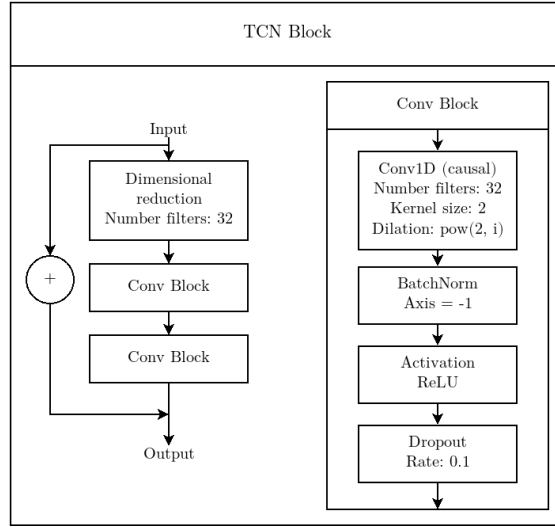 TCN Block
Input
Dimensional
reduction
Number filters: 32
+
Conv Block
Conv Block
Output
Conv Block
Conv1D (causal)
Number filters: 32
Kernel size: 2
Dilation: pow(2, i)
BatchNorm
Axis = -1
Activation
ReLU
Dropout
Rate: 0.1